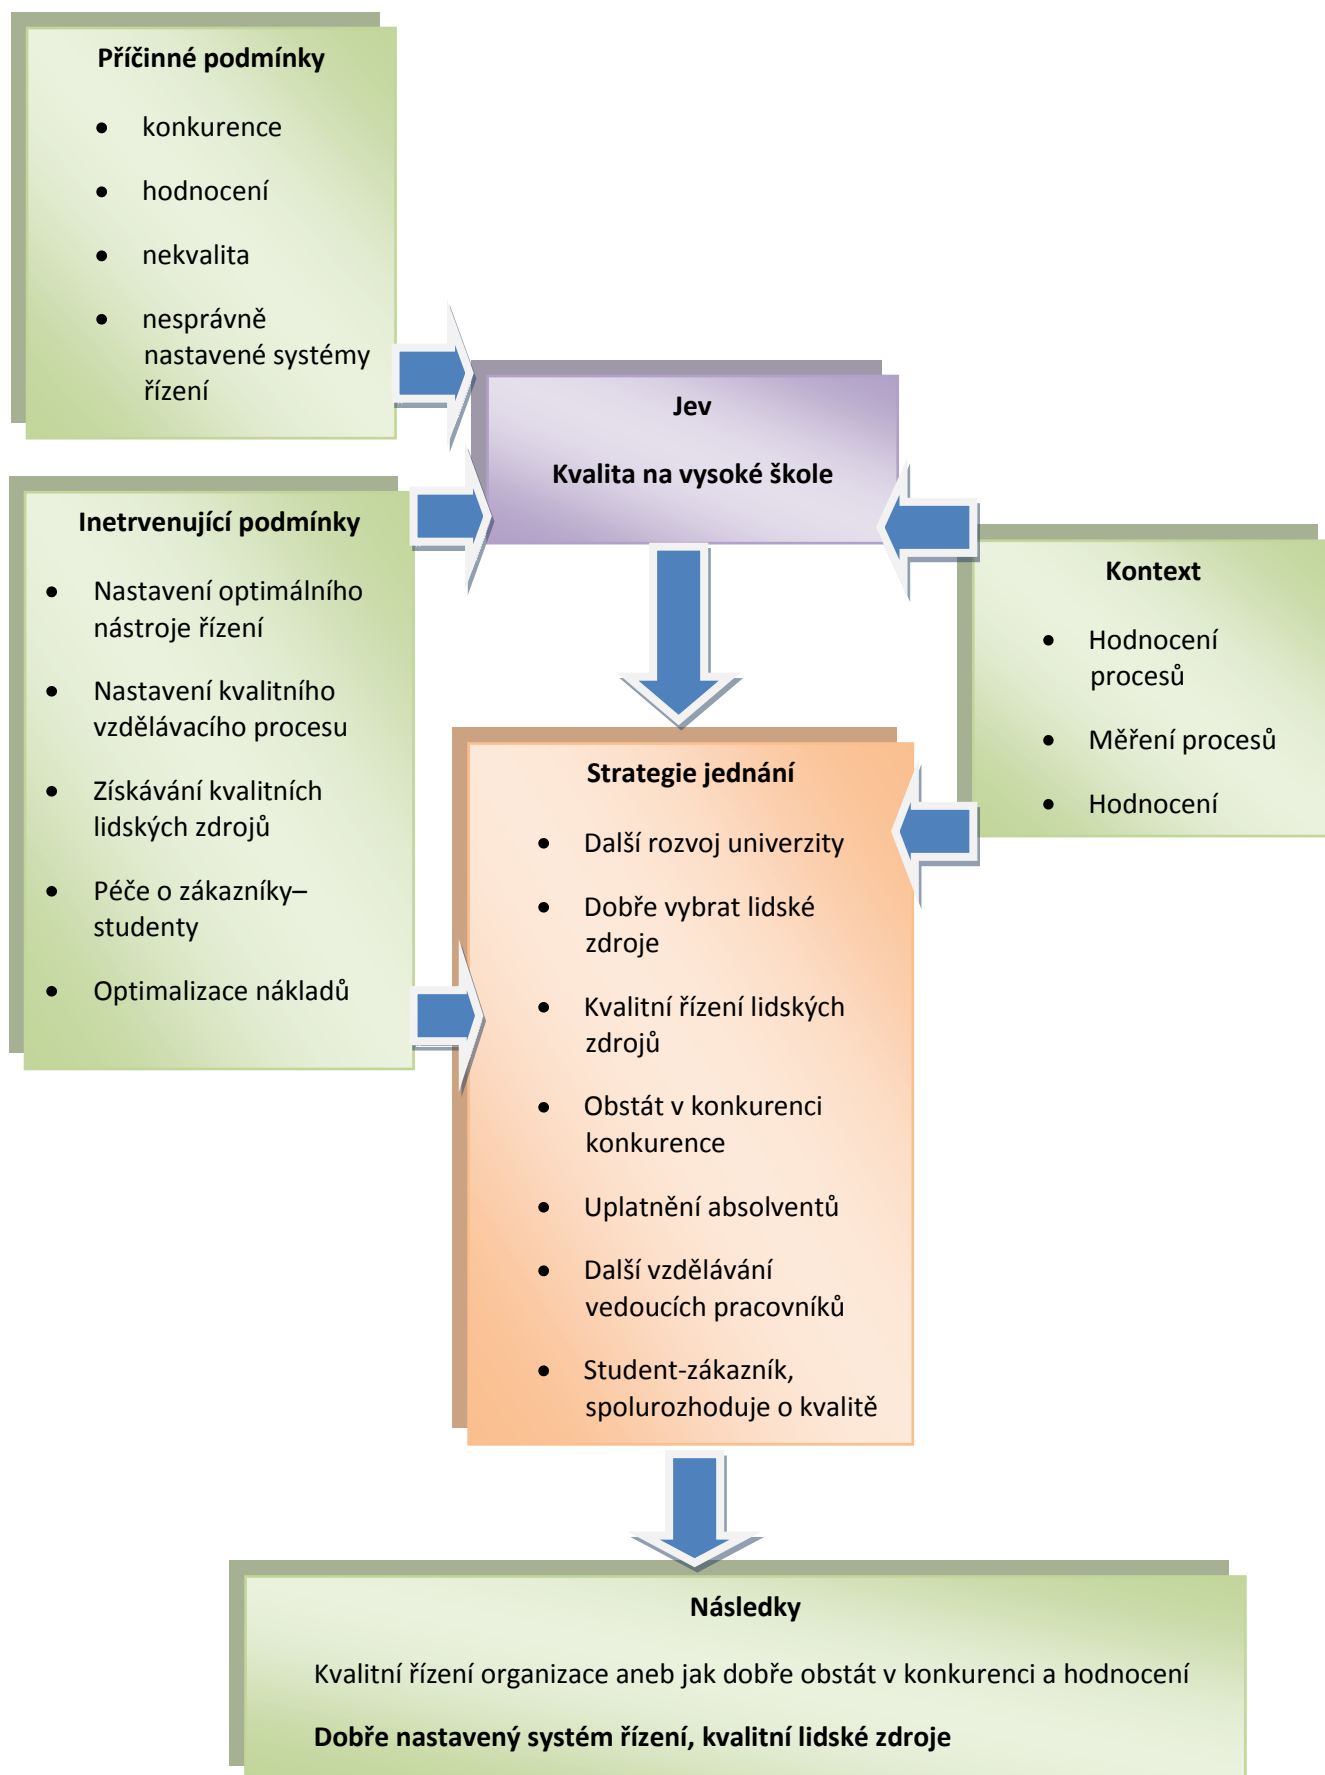 Příčinné podmínky
• konkurence
• hodnocení
• nekvalita
• nesprávně
nastavené systémy
řízení
Jev
Kvalita na vysoké škole
Inetrvenující podmínky
• Nastavení optimálního
nástroje řízení
• Nastavení kvalitního
vzdělávacího procesu
• Získávání kvalitních
lidských zdrojů
• Péče o zákazníky–
studenty
• Optimalizace nákladů
Kontext
• Hodnocení
procesů
• Měření procesů
• Hodnocení
Strategie jednání
• Další rozvoj univerzity
• Dobře vybrat lidské
zdroje
• Kvalitní řízení lidských
zdrojů
• Obstát v konkurenci
konkurence
• Uplatnění absolventů
• Další vzdělávání
vedoucích pracovníků
• Student-zákazník,
spolurozhoduje o kvalitě
Následky
Kvalitní řízení organizace aneb jak dobře obstát v konkurenci a hodnocení
Dobře nastavený systém řízení, kvalitní lidské zdroje